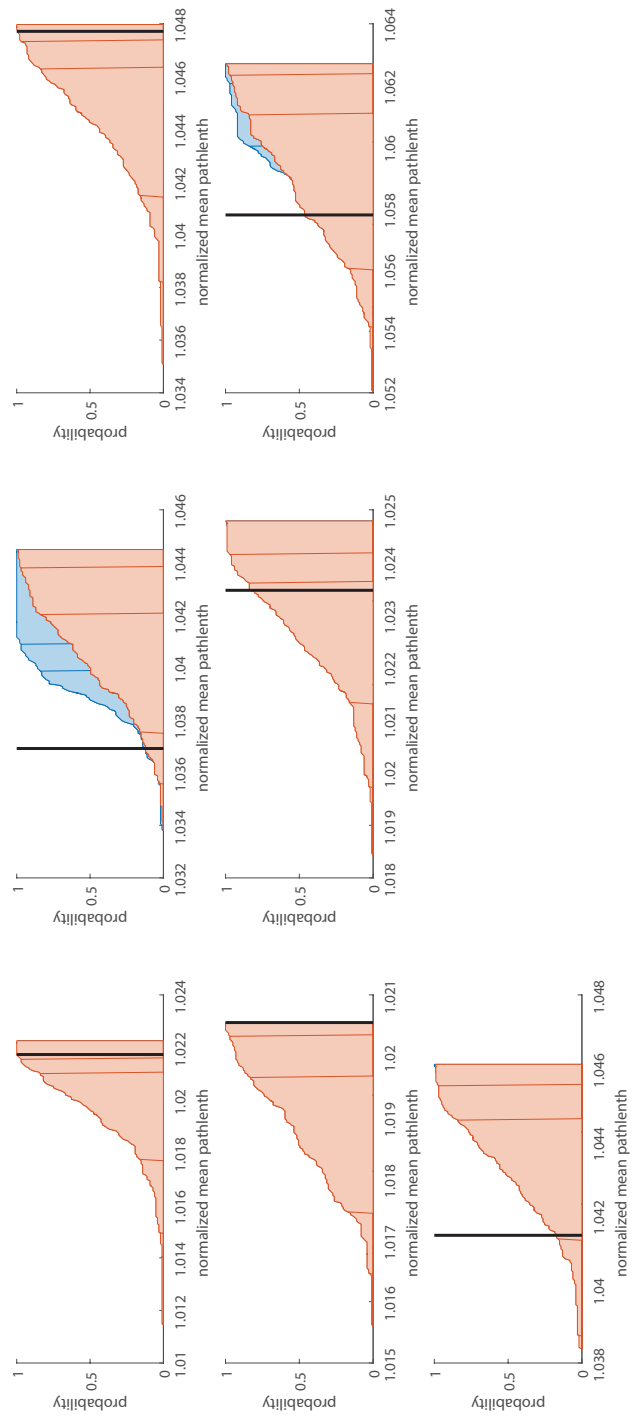 probability
1
0.5
0
1.01 1.012 1.014 1.016 1.018 1.02 1.022 1.024
normalized mean pathlenth
probability
1
0.5
0
1.032 1.034 1.036 1.038 1.04 1.042 1.044 1.046
normalized mean pathlenth
probability
1
0.5
0
1.034 1.036 1.038 1.04 1.042 1.044 1.046 1.048
normalized mean pathlenth
probability
1
0.5
0
1.015 1.016 1.017 1.018 1.019 1.02 1.021
normalized mean pathlenth
probability
1
0.5
0
1.018 1.019 1.02 1.021 1.022 1.023 1.024 1.025
normalized mean pathlenth
probability
1
0.5
0
1.052 1.054 1.056 1.058 1.06 1.062 1.064
normalized mean pathlenth
probability
1
0.5
0
1.038 1.04 1.042 1.044 1.046 1.048
normalized mean pathlenth